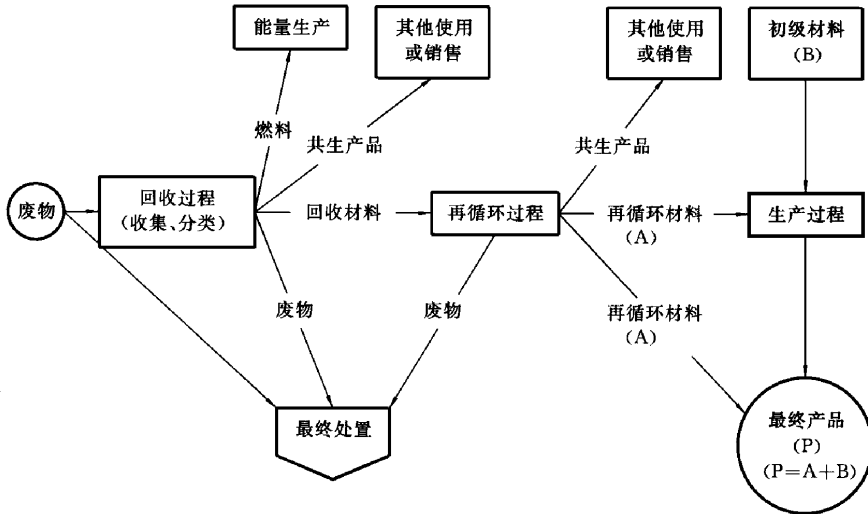 能量生产
其他使用
或销售
其他使用
或销售
初级材料
(B)
燃料
共生产品
共生产品
废物
回收过程
(收集、分类)
回收材料
再循环过程
再循环材料
(A)
生产过程
废物
废物
再循环材料
(A)
最终处置
最终产品
(P)
(P=A+B)